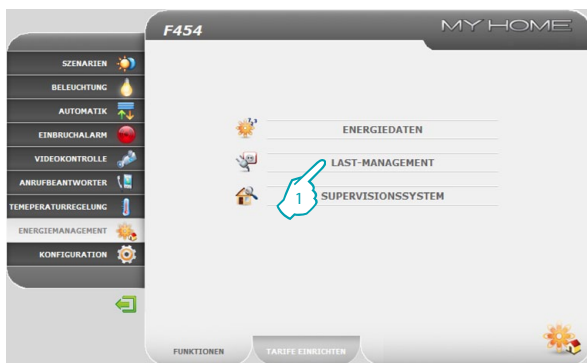 F454
MY HOME
SZENARIEN
BELEUCHTUNG
AUTOMATIK
EINBRUCHALARM
VIDEOKONTROLLE
ANRUFBEANTWORTER
TEMEPERATURREGELUNG
ENERGIEMANAGEMENT
KONFIGURATION
ENERGIEDATEN
LAST-MANAGEMENT
1
SUPERVISIONSSYSTEM
FUNKTIONEN
TARIFE EINRICHTEN